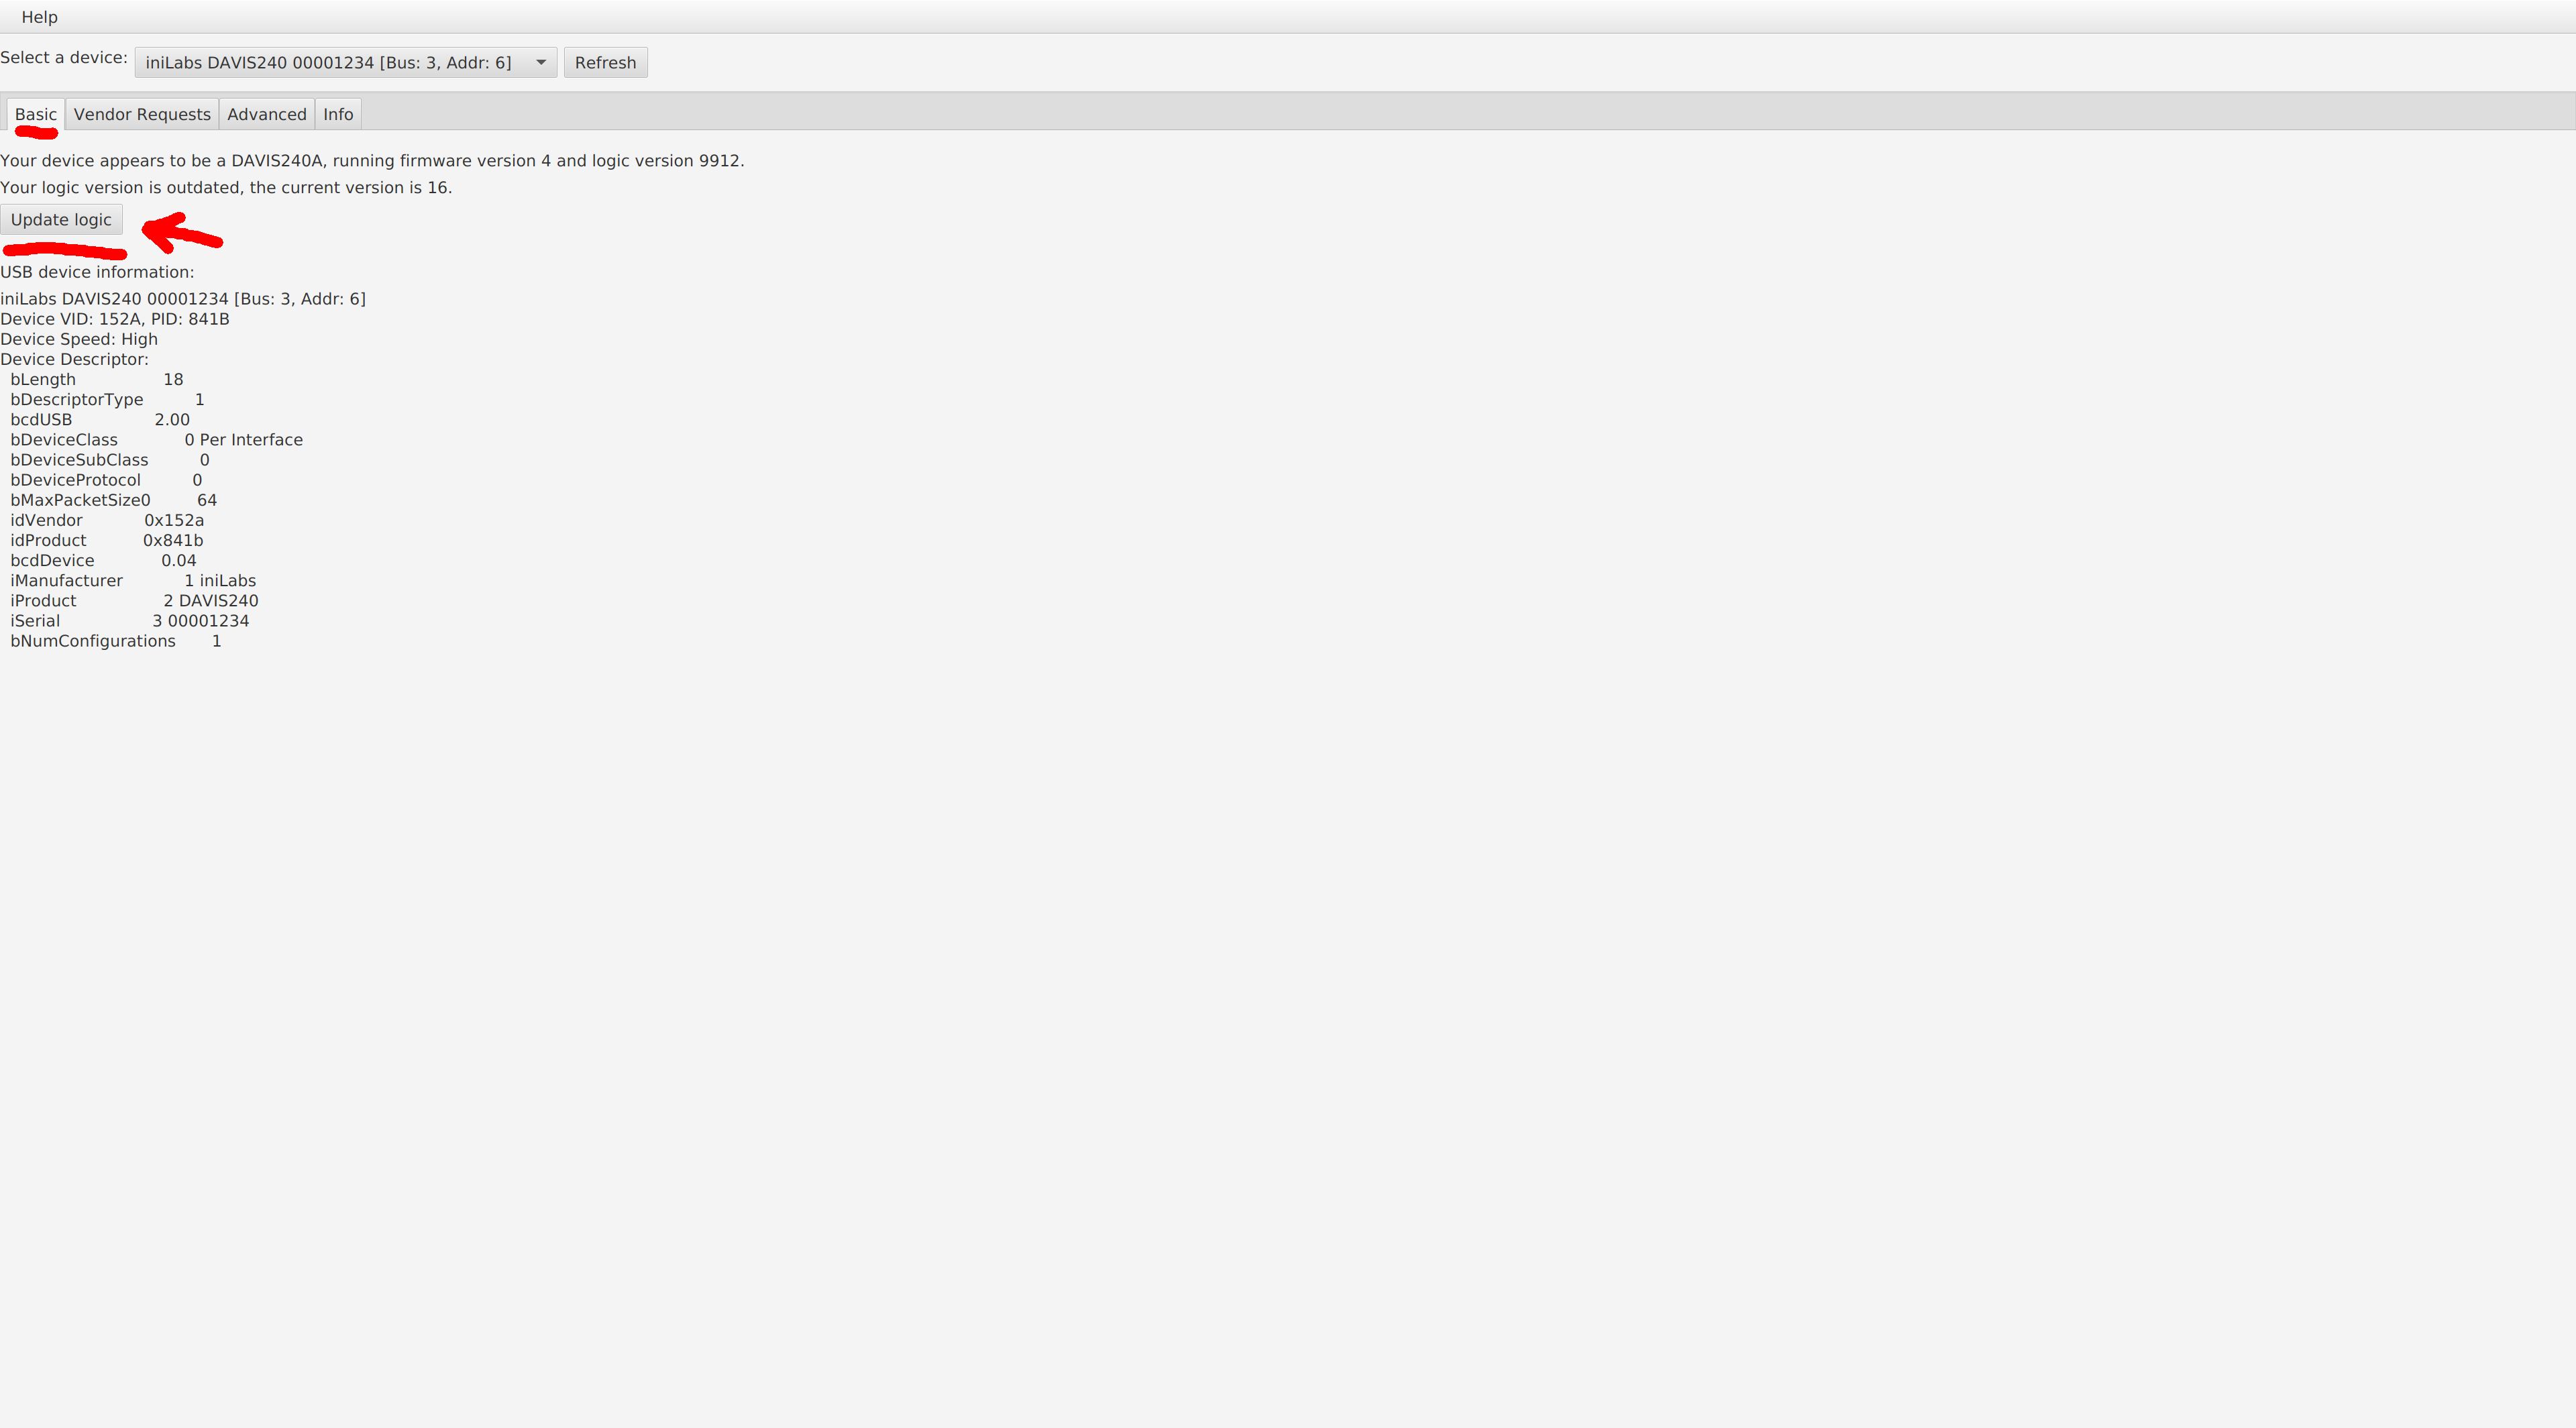 Help
Select a device: iniLabs DAVIS240 00001234 [Bus: 3, Addr: 6] Refresh
Basic Vendor Requests Advanced Info
Your device appears to be a DAVIS240A, running firmware version 4 and logic version 9912.
Your logic version is outdated, the current version is 16.
Update logic
USB device information:
iniLabs DAVIS240 00001234 [Bus: 3, Addr: 6]
Device VID: 152A, PID: 841B
Device Speed: High
Device Descriptor:
bLength 18
bDescriptorType 1
bcdUSB 2.00
bDeviceClass 0 Per Interface
bDeviceSubClass 0
bDeviceProtocol 0
bMaxPacketSize0 64
idVendor 0x152a
idProduct 0x841b
bcdDevice 0.04
iManufacturer 1 iniLabs
iProduct 2 DAVIS240
iSerial 3 00001234
bNumConfigurations 1